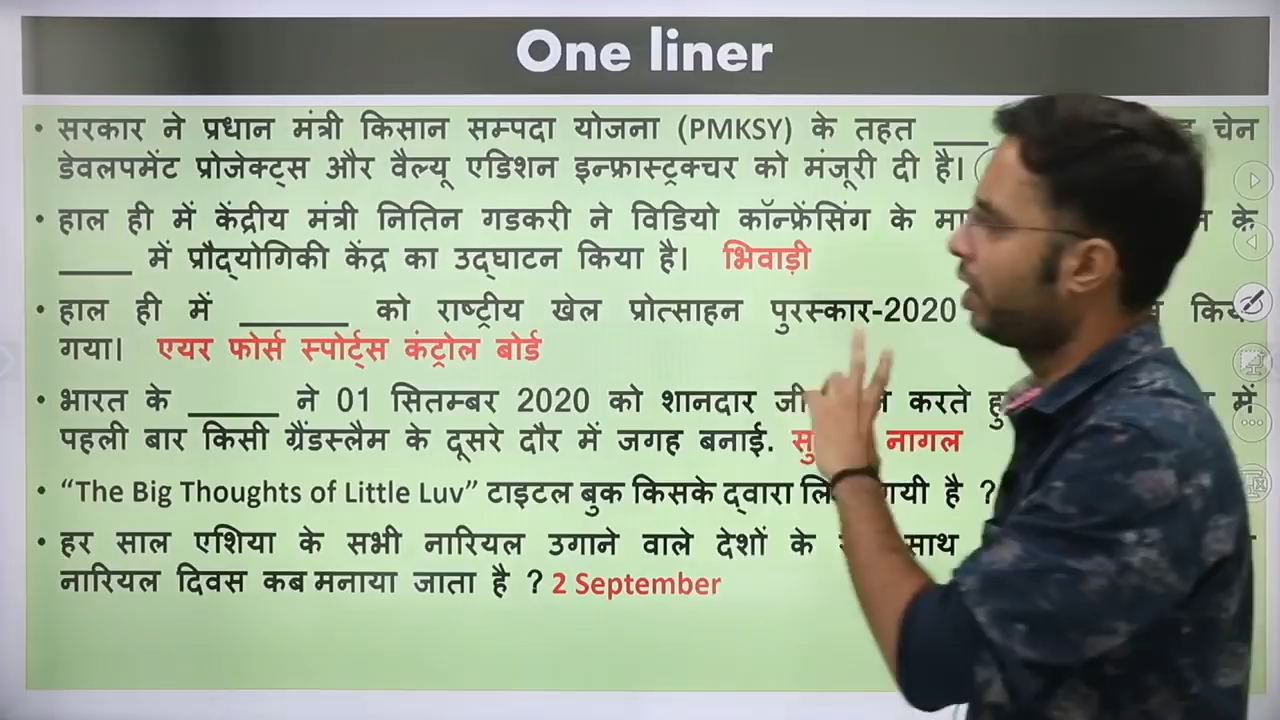 One liner
• सरकार ने प्रधान मंत्री किसान सम्पदा योजना (PMKSY) के तहत ____ चेन
डेवलपमेंट प्रोजेक्ट्स और वैल्यू एडिशन इन्फ्रास्ट्रक्चर को मंजूरी दी है।
• हाल ही में केंद्रीय मंत्री नितिन गडकरी ने विडियो कॉन्फ्रेंसिंग के के
____ में प्रौद्योगिकी केंद्र का उद्घाटन किया है। भिवाड़ी
• हाल ही में ______ को राष्ट्रीय खेल प्रोत्साहन पुरस्कार-2020
गया। एयर फोर्स स्पोर्ट्स कंट्रोल बोर्ड
• भारत के _____ ने 01 सितम्बर 2020 को शानदार करते में
पहली बार किसी ग्रैंडस्लैम के दूसरे दौर में जगह बनाई. नागल
• “The Big Thoughts of Little Luv” टाइटल बुक किसके द्वारा गयी है ?
• हर साल एशिया के सभी नारियल उगाने वाले देशों के साथ
नारियल दिवस कब मनाया जाता है ? 2 September